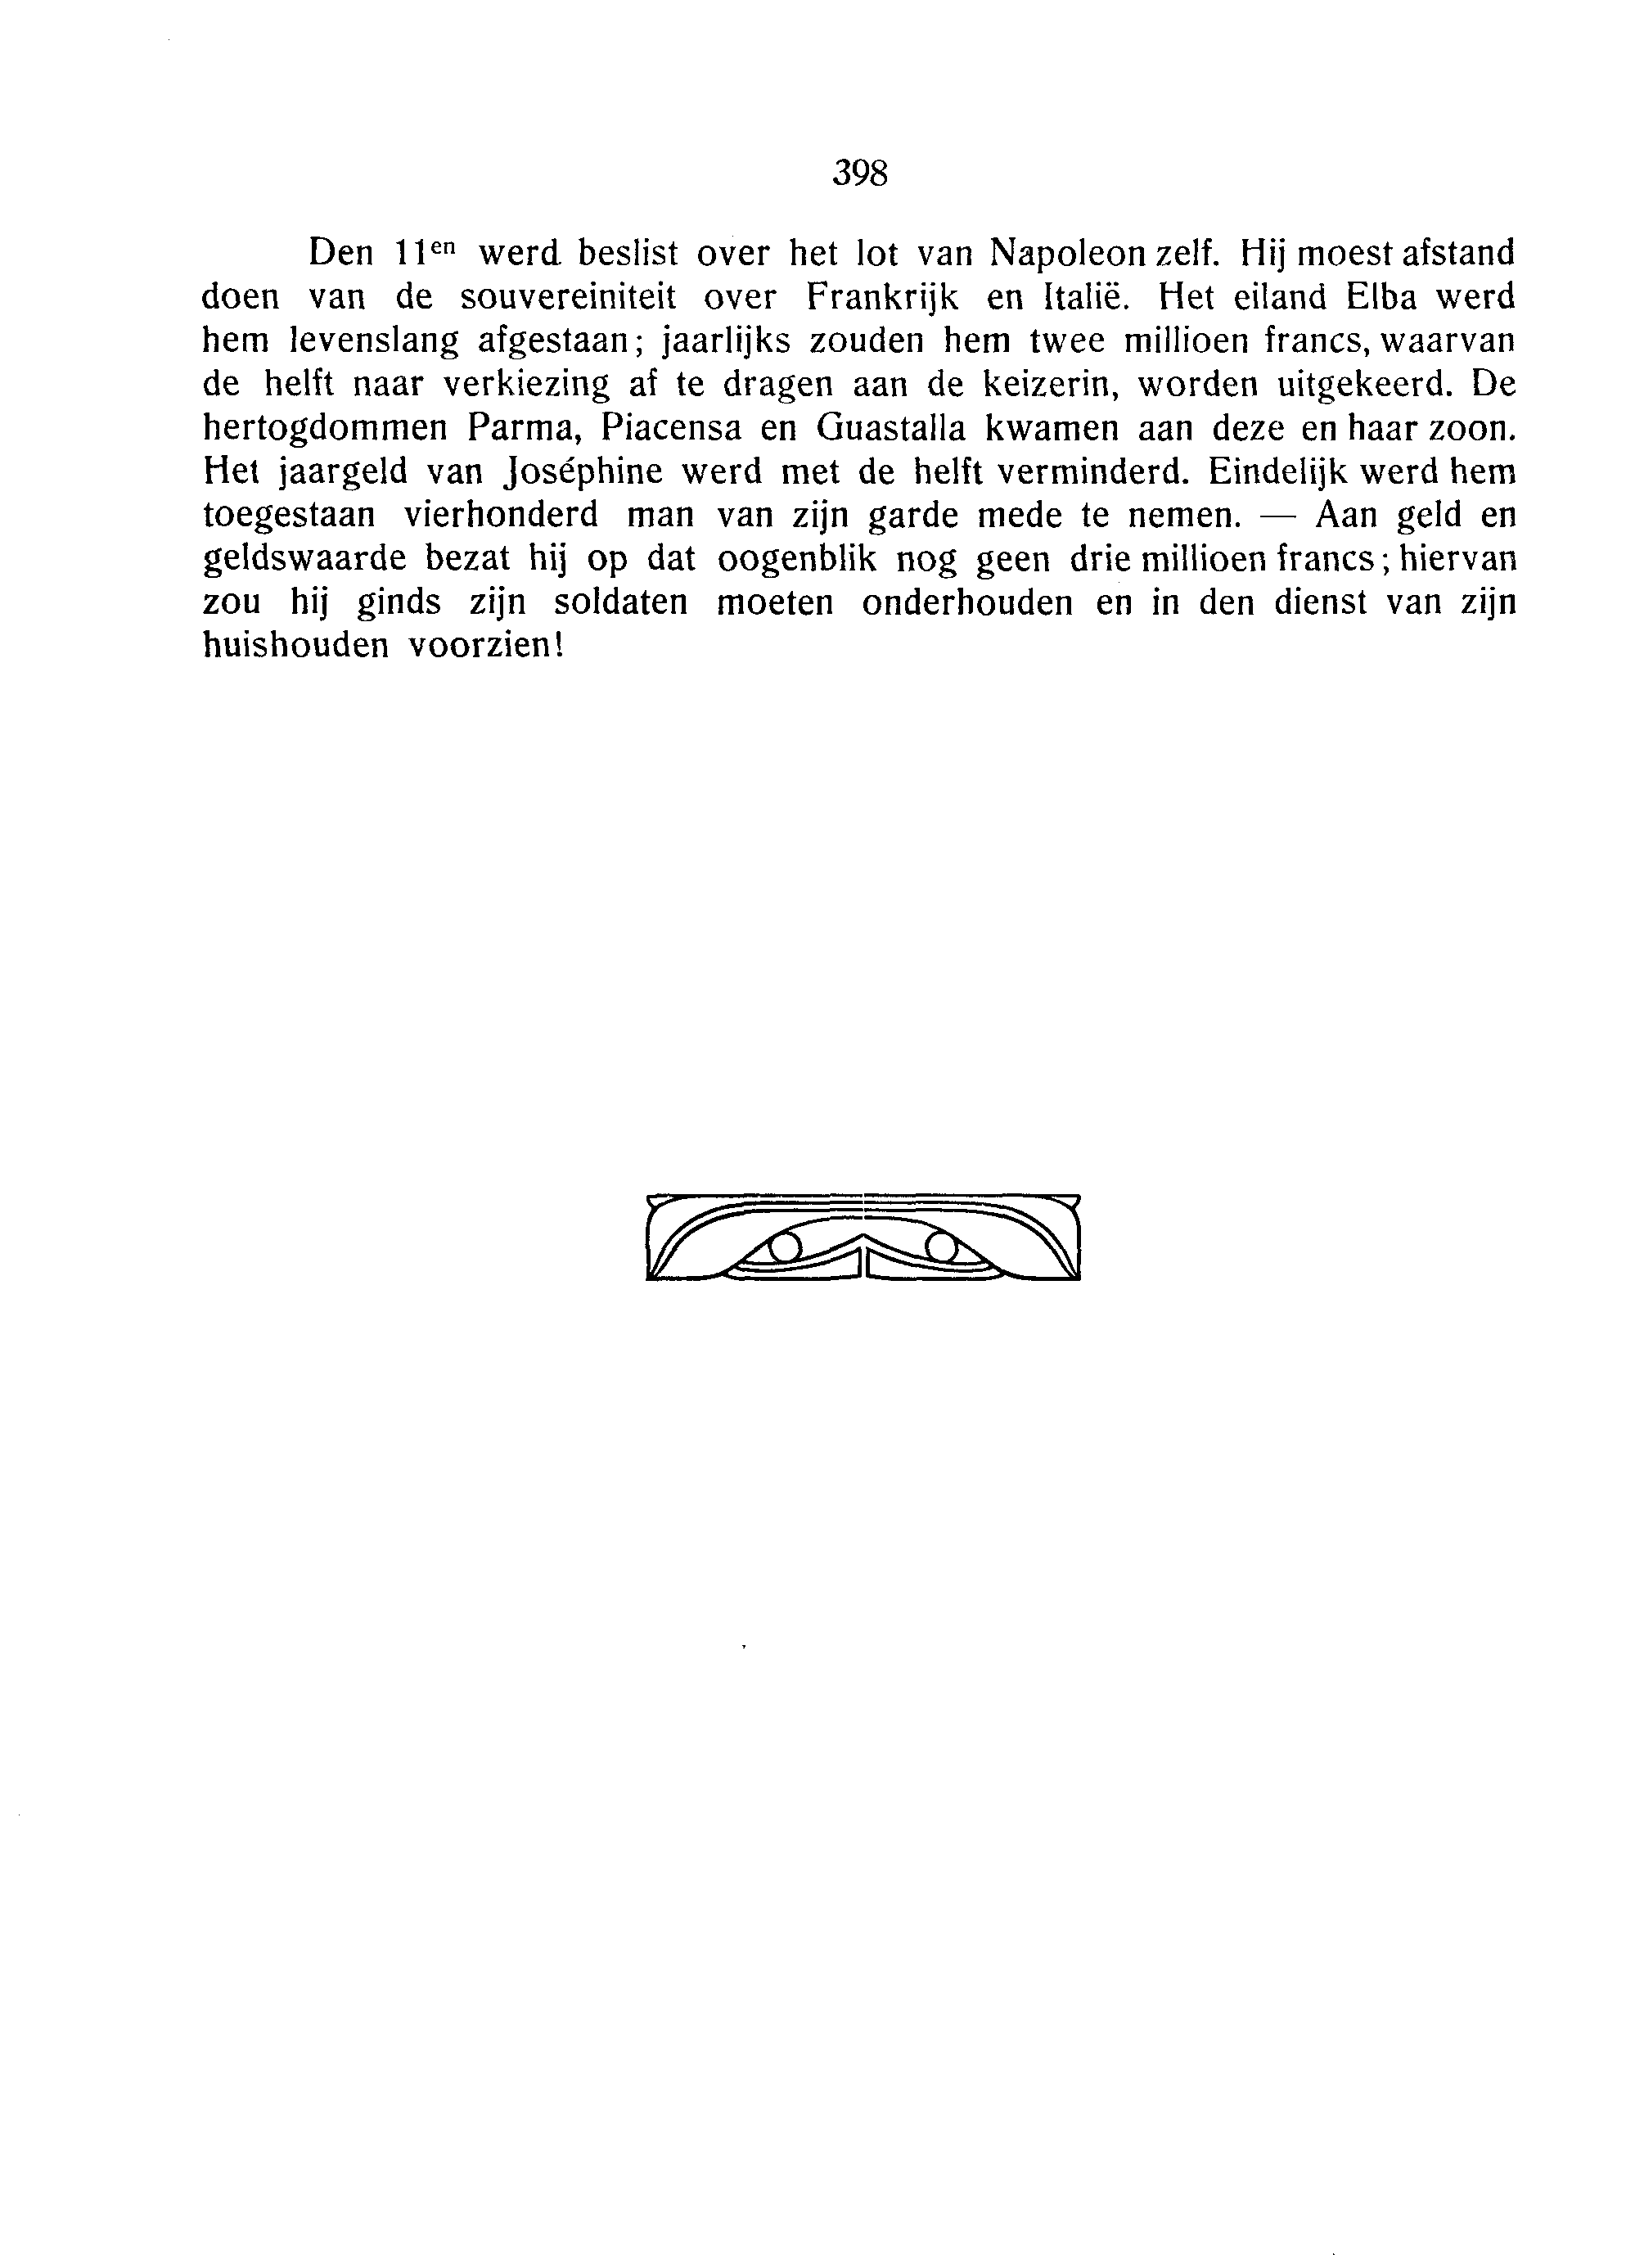 398
Den 11en werd beslist over het lot van Napoleon zelf. Hij moest afstand
doen van de souvereiniteit over Frankrijk en Italië. Het eiland Elba werd
hem levenslang afgestaan; jaarlijks zouden hem twee millioen francs, waarvan
de helft naar verkiezing af te dragen aan de keizerin, worden uitgekeerd. De
hertogdommen Parma, Piacensa en Guastalla kwamen aan deze en haar zoon.
Het jaargeld van Joséphine werd met de helft verminderd. Eindelijk werd hem
toegestaan vierhonderd man van zijn garde mede te nemen. — Aan geld en
geldswaarde bezat hij op dat oogenblik nog geen drie millioen francs; hiervan
zou hij ginds zijn soldaten moeten onderhouden en in den dienst van zijn
huishouden voorzien!